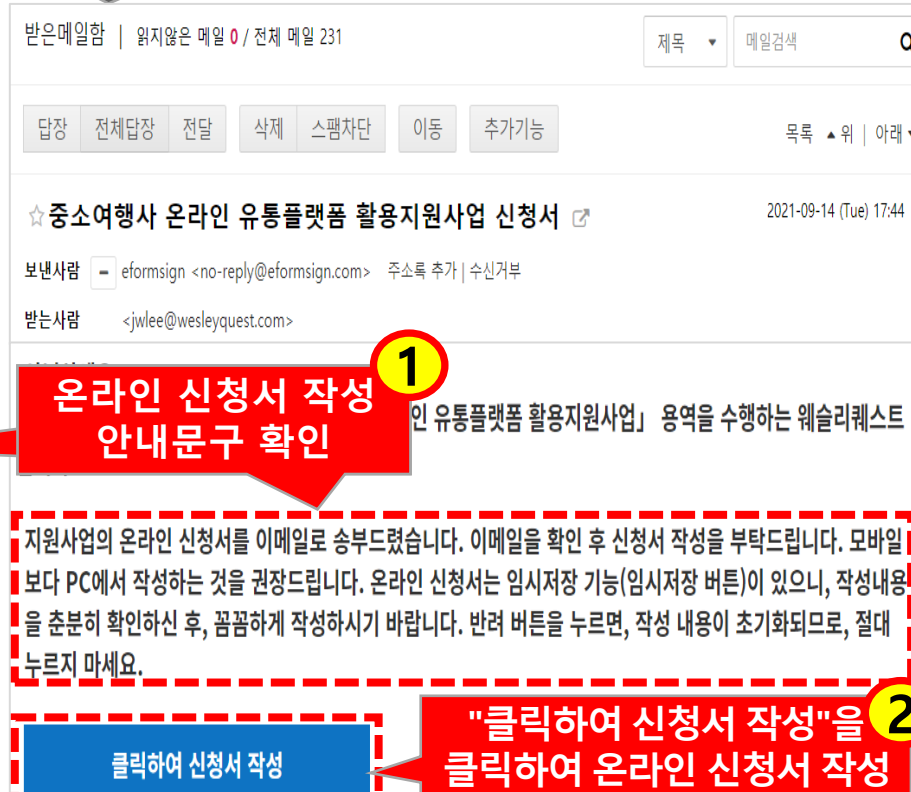 받은메일함 | 읽지않은 메일 0 / 전체 메일 231
제목 ▼ 메일검색
답장 전체답장 전달 삭제 스팸차단 이동 추가기능 목록 ▲위 | 아래▼
☆중소여행사 온라인 유통플랫폼 활용지원사업 신청서 2021-09-14 (Tue) 17:44
보낸사람 eformsign <no-reply@eformsign.com> 주소록 추가 | 수신거부
받는사람 <jwlee@wesleyquest.com>
1
온라인 신청서 작성
안내문구 확인
인 유통플랫폼 활용지원사업」 용역을 수행하는 웨슬리퀘스트
지원사업의 온라인 신청서를 이메일로 송부드렸습니다. 이메일을 확인 후 신청서 작성을 부탁드립니다. 모바일
보다 PC에서 작성하는 것을 권장드립니다. 온라인 신청서는 임시저장 기능(임시저장 버튼)이 있으니, 작성내용
을 춘분히 확인하신 후, 꼼꼼하게 작성하시기 바랍니다. 반려 버튼을 누르면, 작성 내용이 초기화되므로, 절대
누르지 마세요.
클릭하여 신청서 작성
2
"클릭하여 신청서 작성"을
클릭하여 온라인 신청서 작성